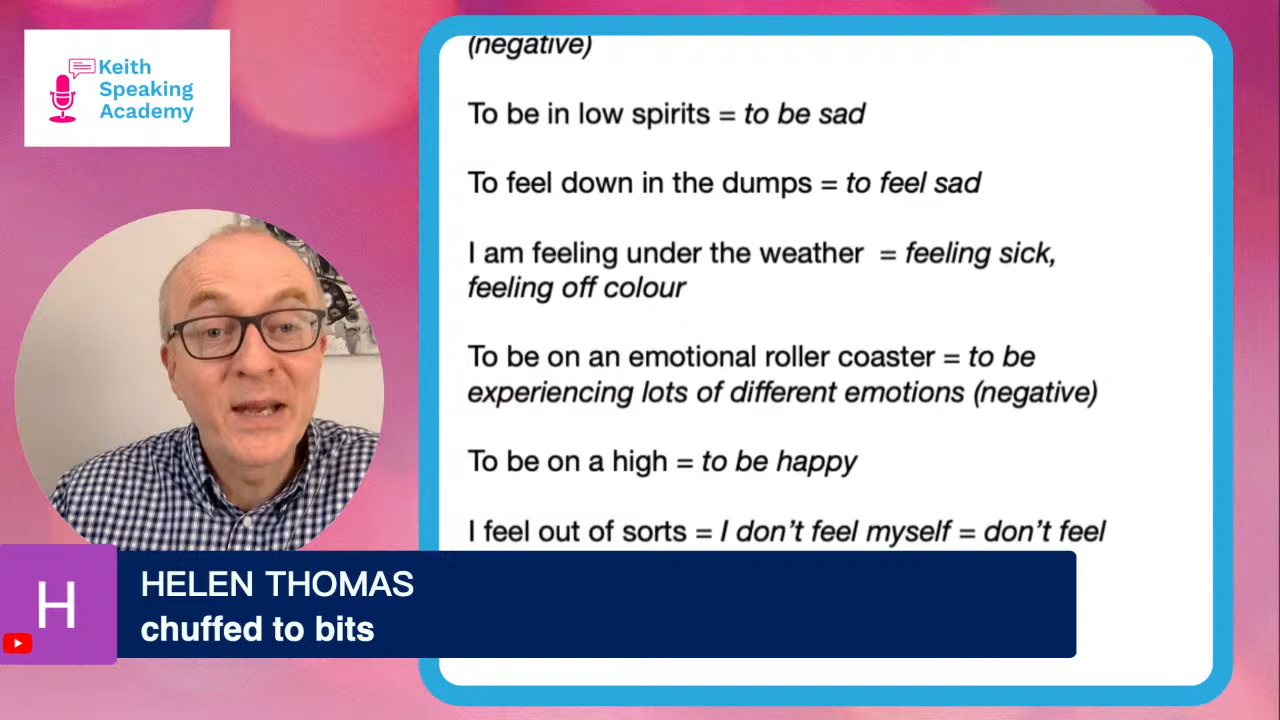 Keith
Speaking
Academy
(negative)
To be in low spirits = to be sad
To feel down in the dumps = to feel sad
I am feeling under the weather = feeling sick,
feeling off colour
To be on an emotional roller coaster = to be
experiencing lots of different emotions (negative)
To be on a high = to be happy
I feel out of sorts = I don't feel myself = don't feel
H
HELEN THOMAS
chuffed to bits